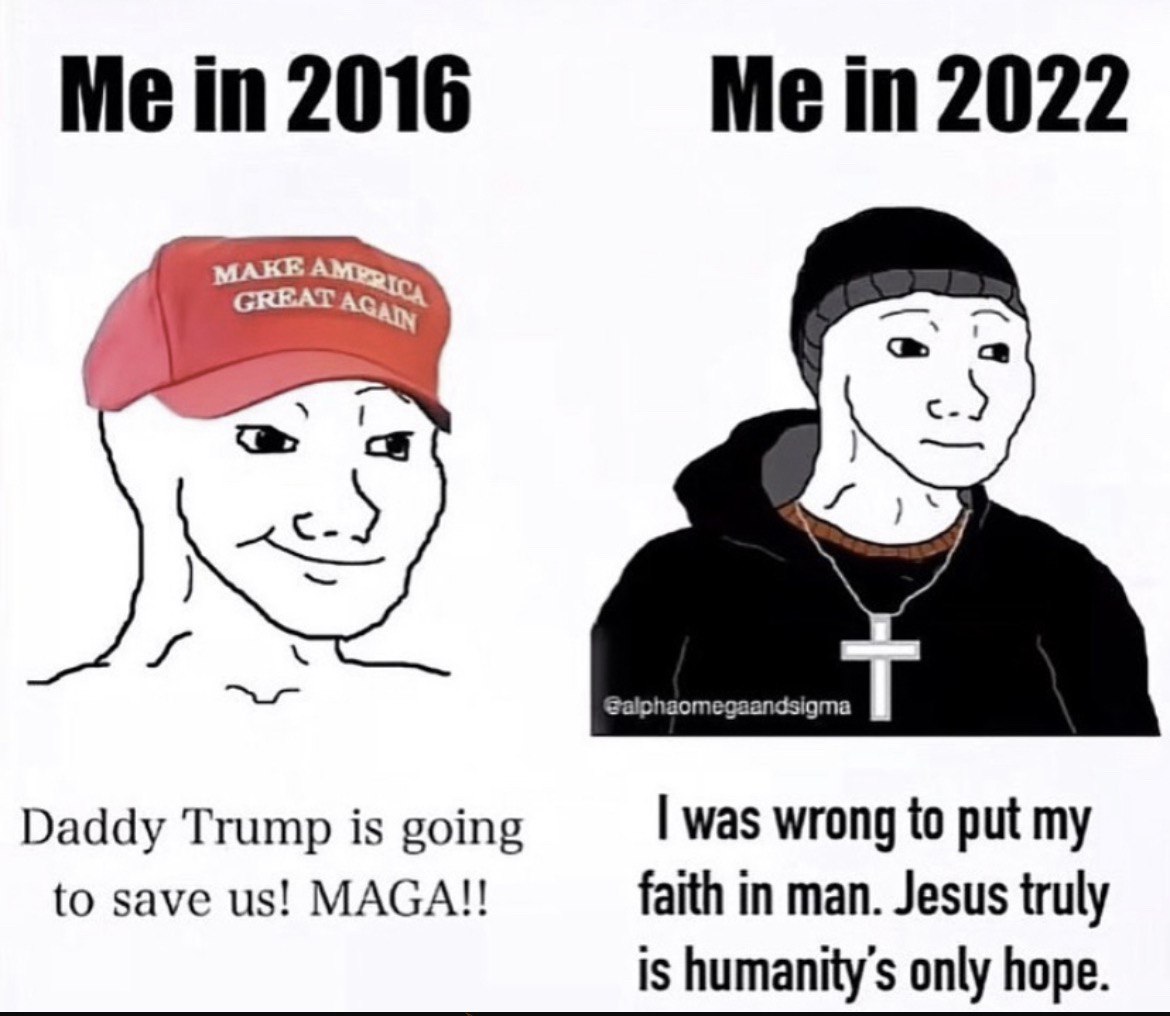 Me in 2016
Me in 2022
MAKE AMERICA
GREAT AGAIN
@alphaomegaandsigma
Daddy Trump is going
to save us! MAGA!!
I was wrong to put my
faith in man. Jesus truly
is humanity's only hope.